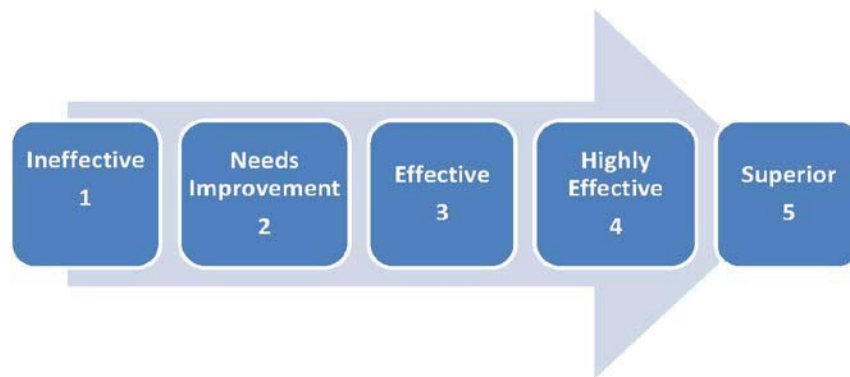 Ineffective
1
Needs
Improvement
2
Effective
3
Highly
Effective
4
Superior
5